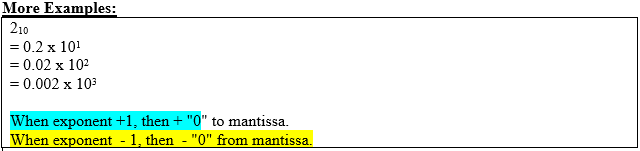 More Examples:
2₁₀
= 0.2 x 10¹
= 0.02 x 10²
= 0.002 x 10³
When exponent +1, then + "0" to mantissa.
When exponent  - 1, then  - "0" from mantissa.